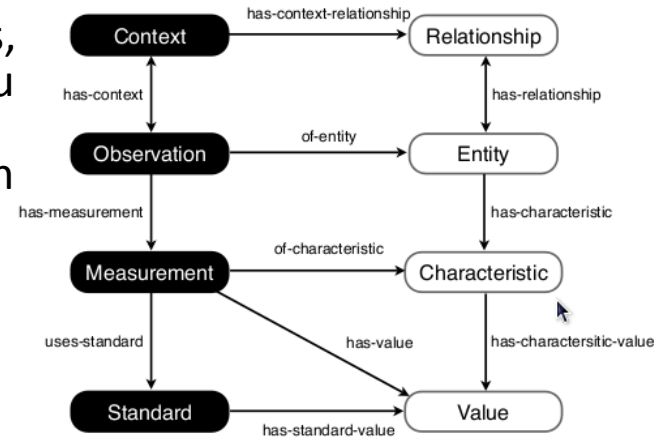 s,
u
n
has-context-relationship
Context
Relationship
has-context
has-relationship
of-entity
Observation
Entity
has-measurement
has-characteristic
of-characteristic
Measurement
Characteristic
uses-standard
has-value
has-charactersitic-value
Standard
Value
has-standard-value